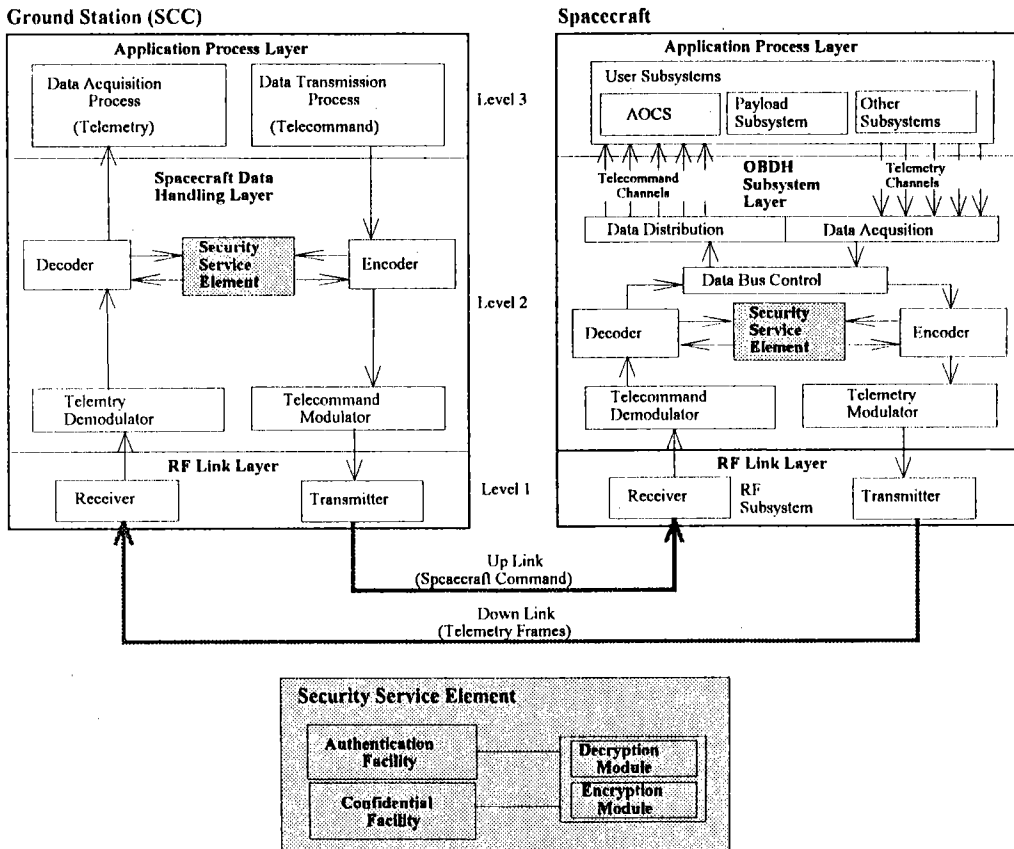 Ground Station (SCC)
Application Process Layer
Data Acquisition
Process
(Telemetry)
Data Transmission
Process
(Telecommand)
Spacecraft Data
Handling Layer
Decoder
Security
Service
Element
Encoder
Telemtry
Demodulator
Telecommand
Modulator
RF Link Layer
Receiver
Transmitter
Level 3
Level 2
Level 1
Spacecraft
Application Process Layer
User Subsystems
AOCS
Payload
Subsystem
Other
Subsystems
Telecommand
Channels
OBDH
Subsystem
Layer
Telemetry
Channels
Data Distribution
Data Acqusition
Data Bus Control
Decoder
Security
Service
Element
Encoder
Telecommand
Demodulator
Telemetry
Modulator
RF Link Layer
Receiver
RF
Subsystem
Transmitter
Up Link
(Spcaecraft Command)
Down Link
(Telemetry Frames)
Security Service Element
Authentication
Facility
Confidential
Facility
Decryption
Module
Encryption
Module